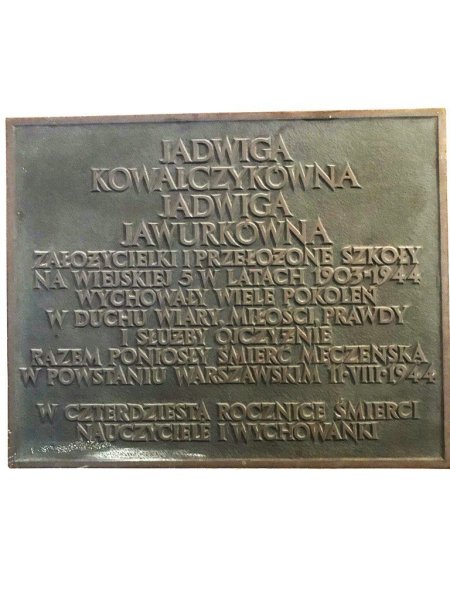 JADWIGA
KOWALCZYKÓWNA
JADWIGA
JAWURKÓWNA
ZAŁOŻYCIELKI I PRZEŁOŻONE SZKOŁY
NA WIEJSKIEJ 5 W LATACH 1903-1944
WYCHOWAŁY WIELE POKOLEŃ
W DUCHU WIARY, MIŁOŚCI, PRAWDY
I SŁUŻBY OJCZYŹNIE
RAZEM PONIOSŁY ŚMIERĆ MĘCZEŃSKĄ
W POWSTANIU WARSZAWSKIM 11·VIII·1944
W CZTERDZIESTĄ ROCZNICĘ ŚMIERCI
NAUCZYCIELE I WYCHOWANKI